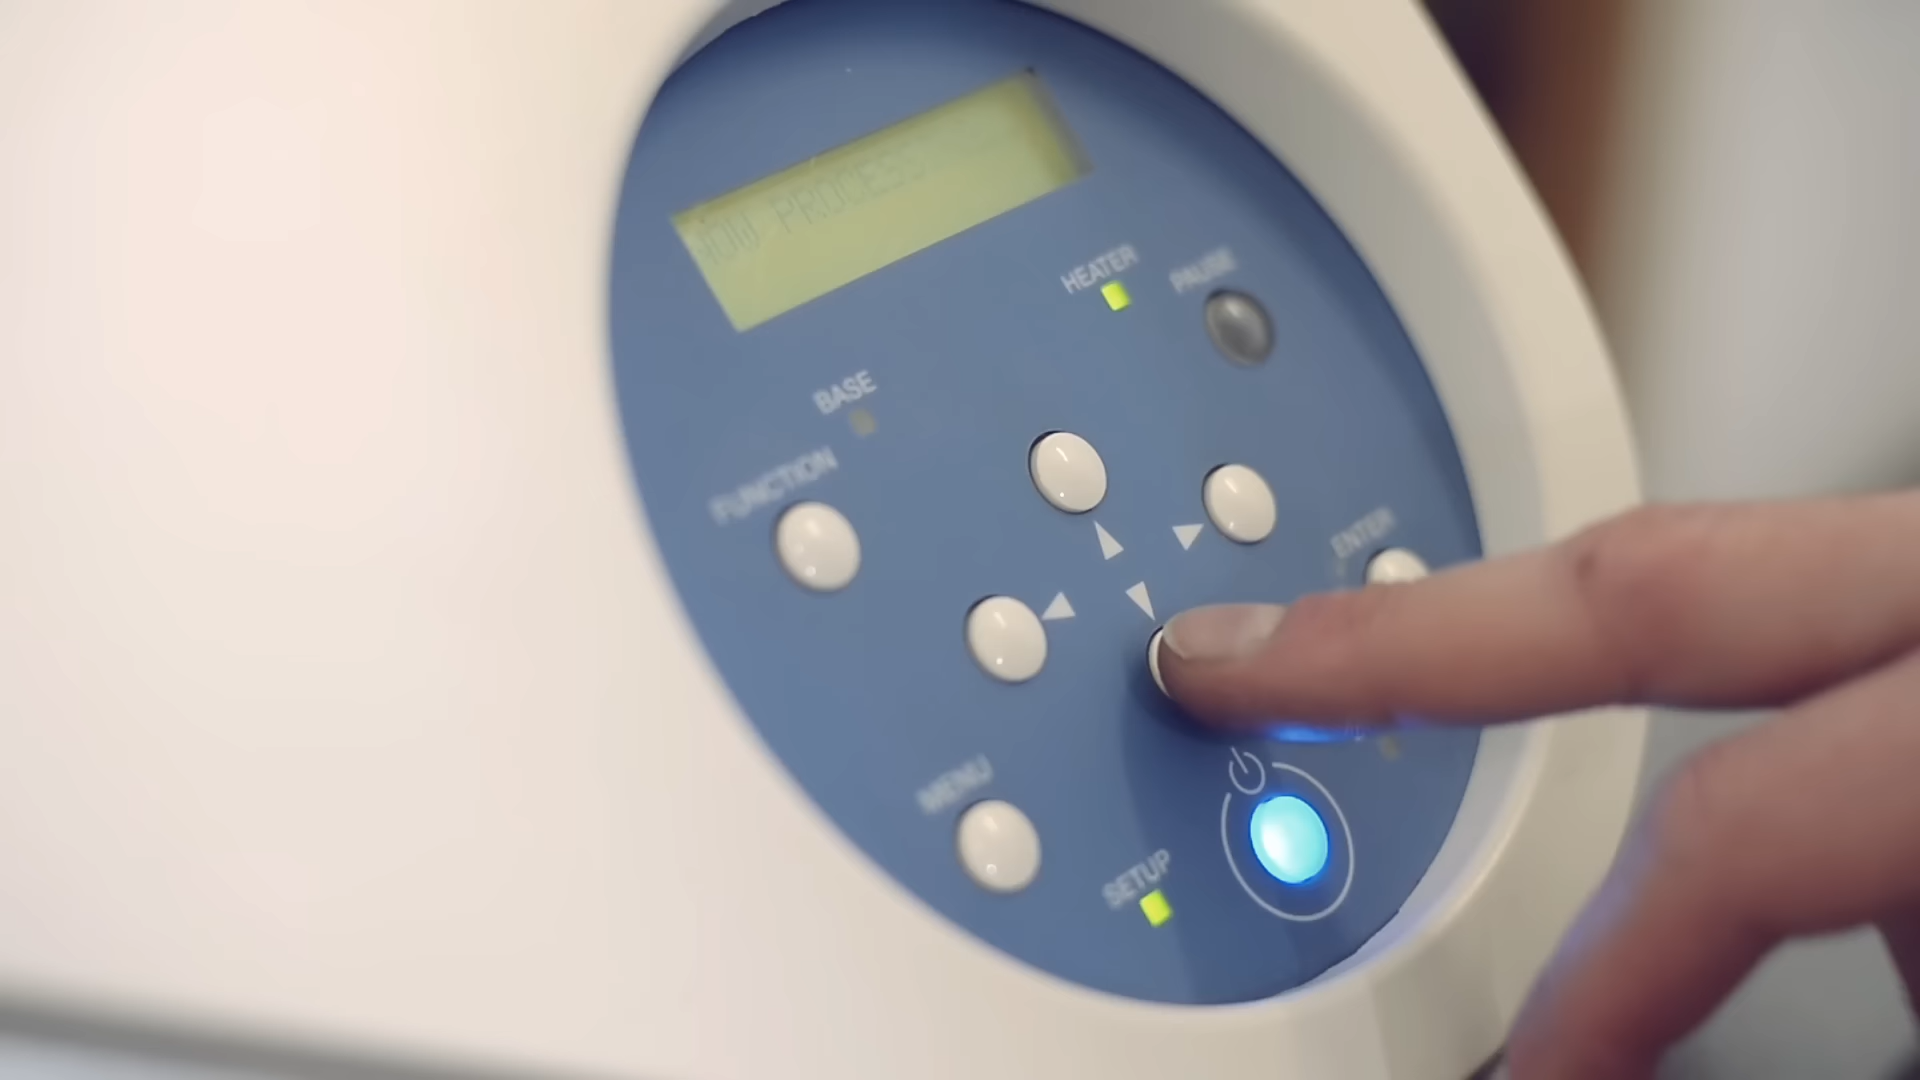 NOW PROCESS
HEATER
PAUSE
BASE
FUNCTION
ENTER
MENU
SETUP